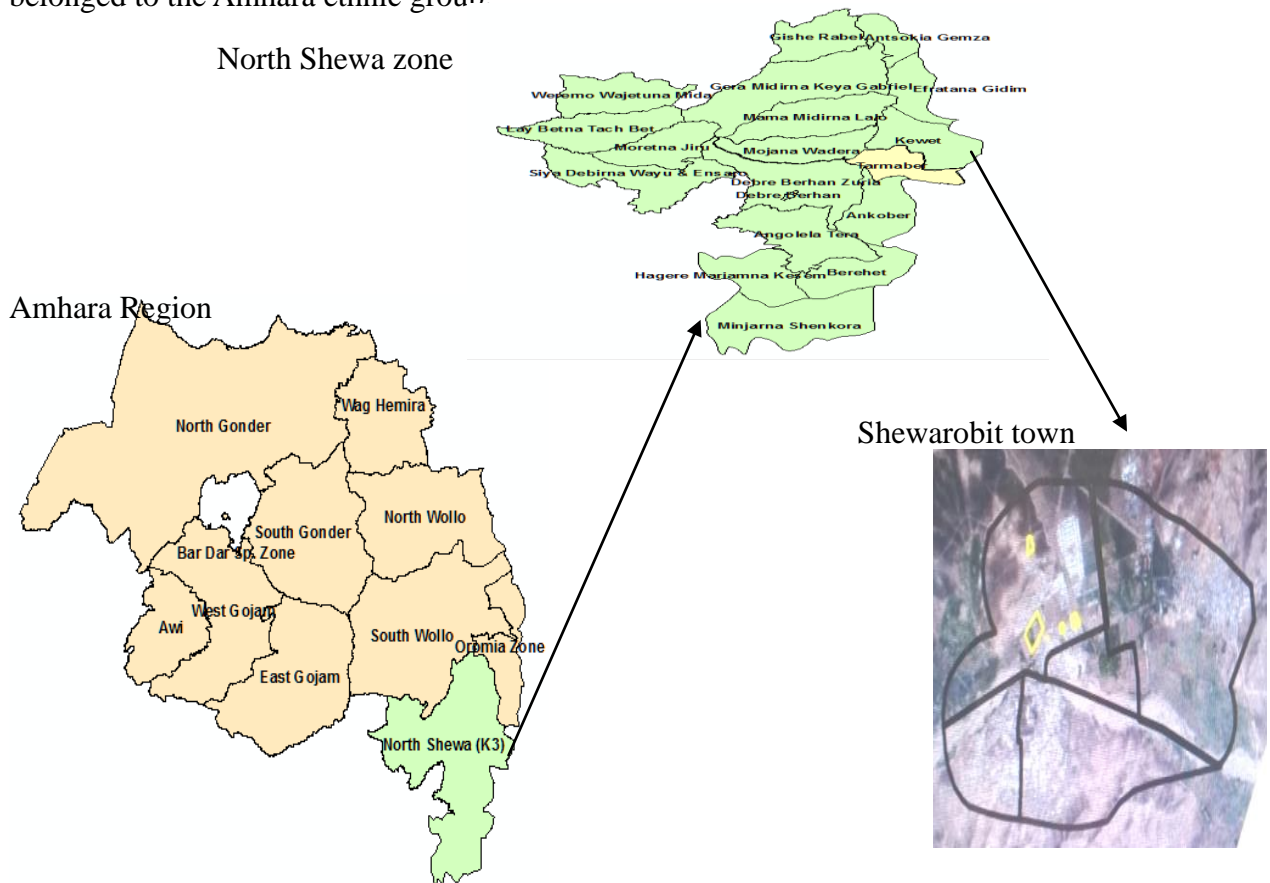 belonged to the Amhara ethnic group
North Shewa zone
Gishe Rabel
Antsokia Gemza
Gera Midirna Keya Gabriel
Efratana Gidim
Weremo Wajetuna Mida
Mama Midirna Lalo
Lay Betna Tach Bet
Kewet
Moretna Jiru
Mojana Wadera
Tarmaber
Siya Debirna Wayu & Ensaro
Debre Berhan Zuria
Debre Berhan
Ankober
Angolela Tera
Hagere Mariamna Kesem
Berehet
Minjarna Shenkora
Amhara Region
Wag Hemira
North Gonder
Shewarobit town
North Wollo
South Gonder
Bar Dar Sp. Zone
West Gojam
Awi
South Wollo
Oromia Zone
East Gojam
North Shewa (K3)